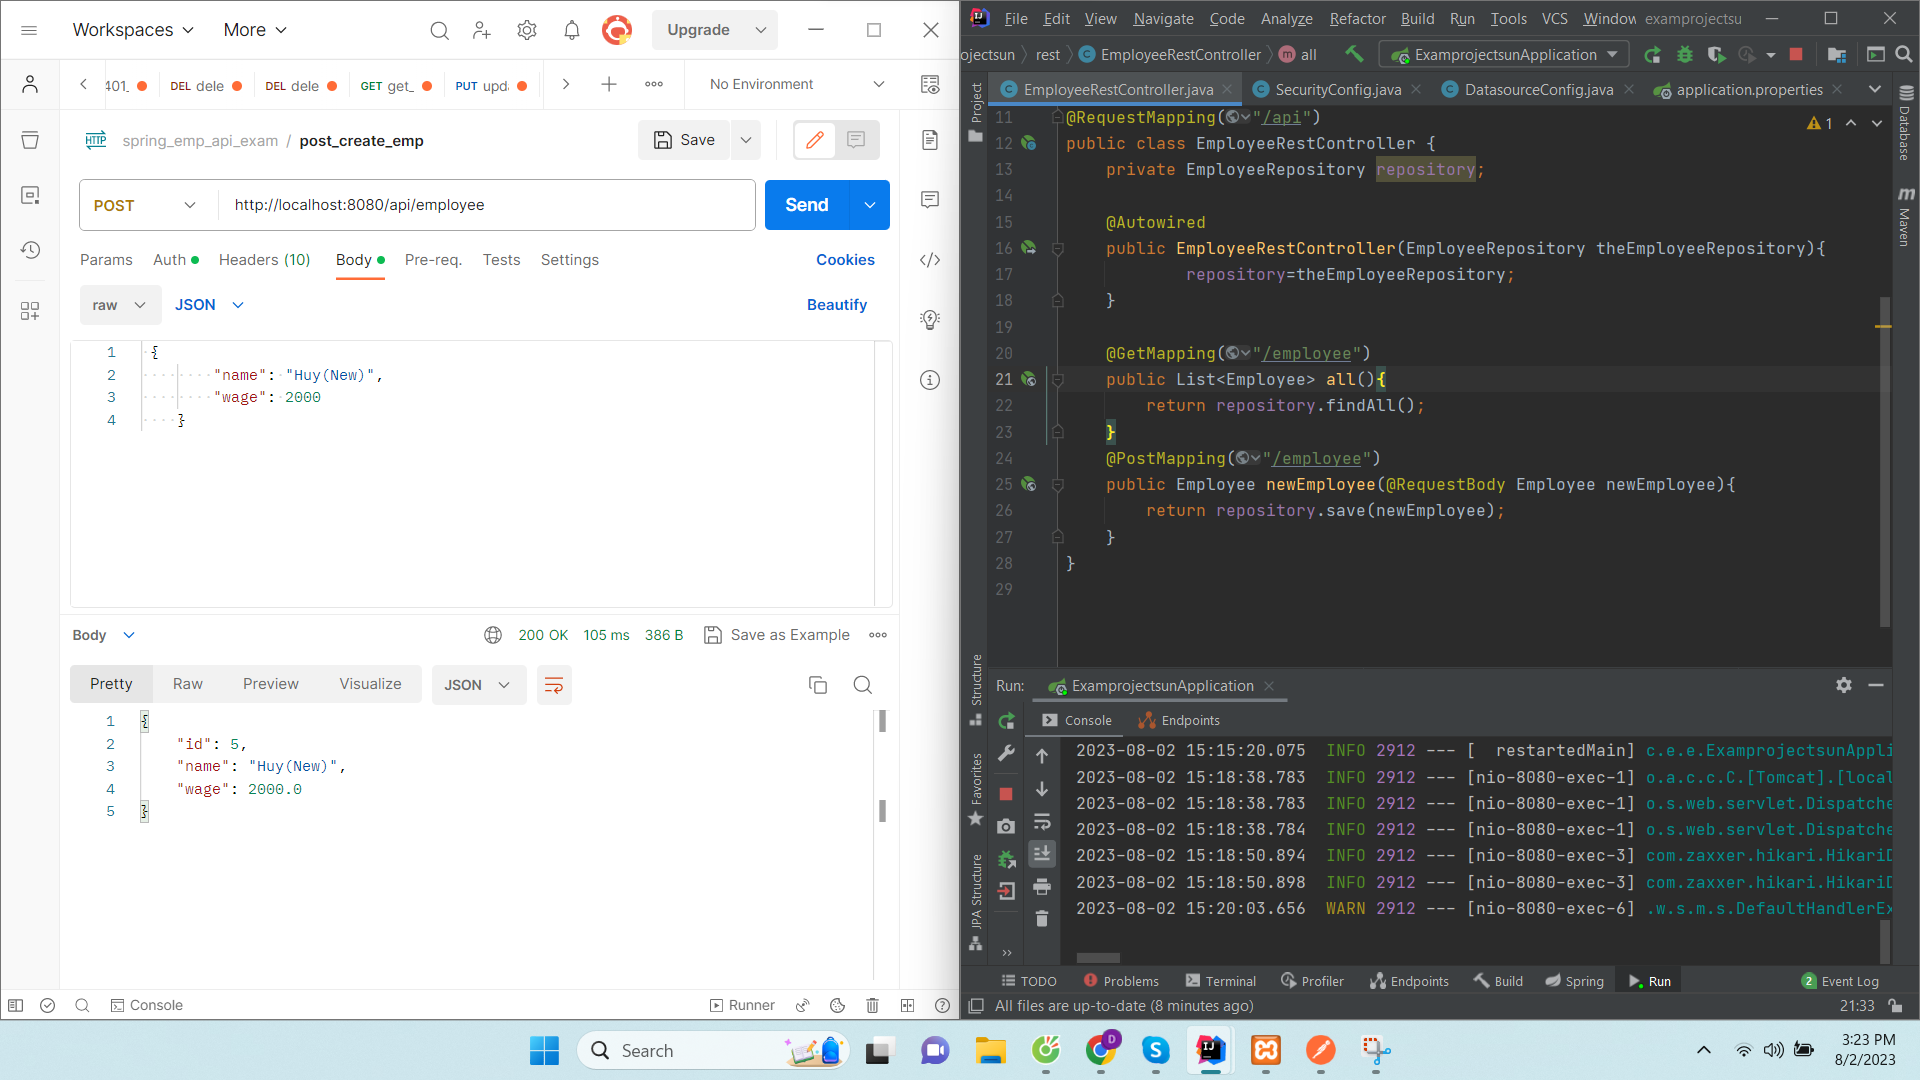 Workspaces
More
Upgrade
401_
DEL dele
DEL dele
GET get_
PUT upd
No Environment
HTTP
spring_emp_api_exam / post_create_emp
Save
POST
http://localhost:8080/api/employee
Send
Params
Auth
Headers (10)
Body
Pre-req.
Tests
Settings
Cookies
raw
JSON
Beautify
1 {
2 "name": "Huy(New)",
3 "wage": 2000
4 }
Body
200 OK
105 ms
386 B
Save as Example
Pretty
Raw
Preview
Visualize
JSON
1 {
2 "id": 5,
3 "name": "Huy(New)",
4 "wage": 2000.0
5 }
Console
Runner
File Edit View Navigate Code Analyze Refactor Build Run Tools VCS Window examprojectsu
ojectsun
rest
EmployeeRestController
m all
ExamprojectsunApplication
EmployeeRestController.java
SecurityConfig.java
DatasourceConfig.java
application.properties
Project
Structure
Favorites
JPA Structure
Database
Maven
1
11 @RequestMapping("/api")
12 public class EmployeeRestController {
13 private EmployeeRepository repository;
14
15 @Autowired
16 public EmployeeRestController(EmployeeRepository theEmployeeRepository){
17 repository=theEmployeeRepository;
18 }
19
20 @GetMapping("/employee")
21 public List<Employee> all(){
22 return repository.findAll();
23 }
24 @PostMapping("/employee")
25 public Employee newEmployee(@RequestBody Employee newEmployee){
26 return repository.save(newEmployee);
27 }
28 }
29
Run:
ExamprojectsunApplication
Console
Endpoints
2023-08-02 15:15:20.075 INFO 2912 --- [ restartedMain] c.e.e.ExamprojectsunAppli
2023-08-02 15:18:38.783 INFO 2912 --- [nio-8080-exec-1] o.a.c.c.C.[Tomcat].[local
2023-08-02 15:18:38.783 INFO 2912 --- [nio-8080-exec-1] o.s.web.servlet.Dispatche
2023-08-02 15:18:38.784 INFO 2912 --- [nio-8080-exec-1] o.s.web.servlet.Dispatche
2023-08-02 15:18:50.894 INFO 2912 --- [nio-8080-exec-3] com.zaxxer.hikari.HikariD
2023-08-02 15:18:50.898 INFO 2912 --- [nio-8080-exec-3] com.zaxxer.hikari.HikariD
2023-08-02 15:20:03.656 WARN 2912 --- [nio-8080-exec-6] .w.s.m.s.DefaultHandlerEx
TODO
Problems
Terminal
Profiler
Endpoints
Build
Spring
Run
2 Event Log
All files are up-to-date (8 minutes ago)
21:33
Search
3:23 PM
8/2/2023